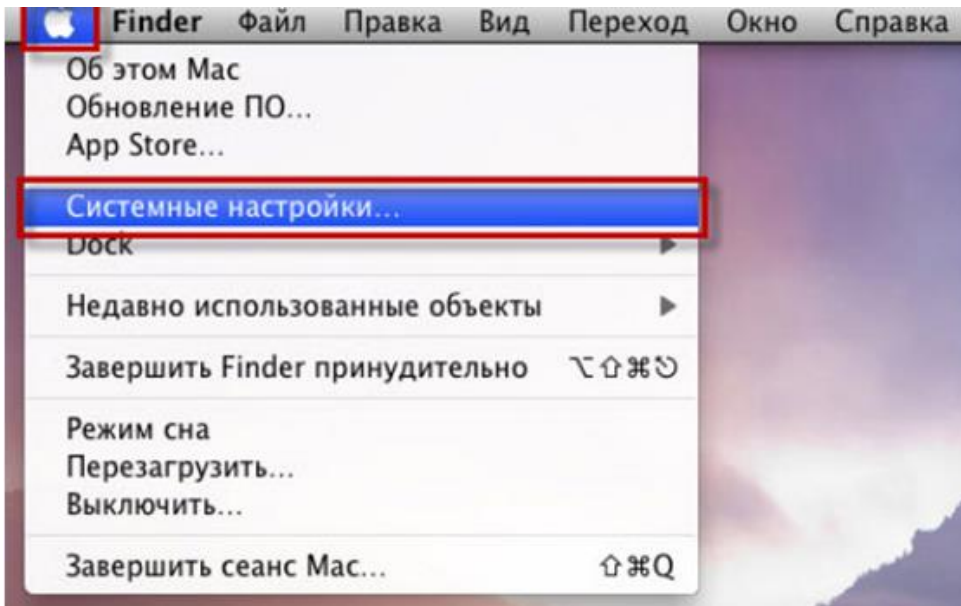 Finder Файл Правка Вид Переход Окно Справка
Об этом Mac
Обновление ПО...
App Store...
Системные настройки...
Dock
Недавно использованные объекты
Завершить Finder принудительно ⌥⇧⌘⎋
Режим сна
Перезагрузить...
Выключить...
Завершить сеанс Mac... ⇧⌘Q